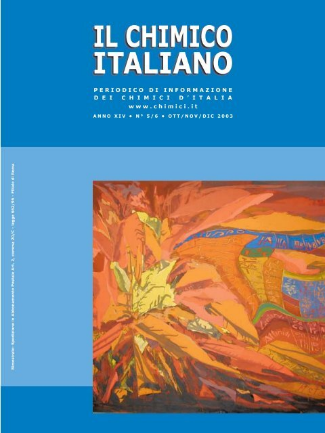 IL CHIMICO
ITALIANO
PERIODICO DI INFORMAZIONE
DEI CHIMICI D'ITALIA
www.chimici.it
ANNO XIV • N° 5/6 • OTT/NOV/DIC 2003